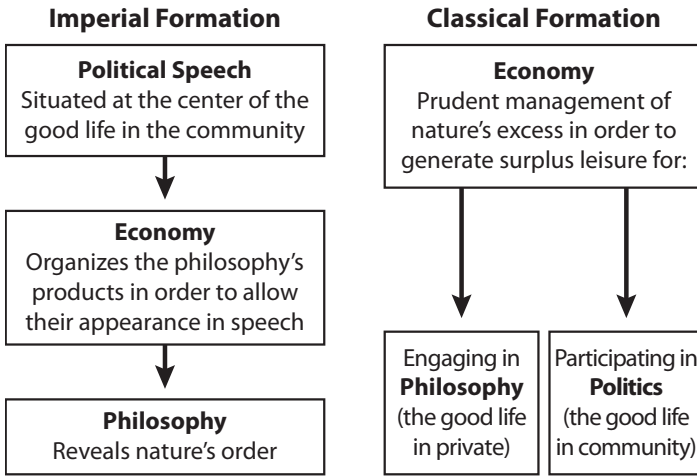 Imperial Formation
Political Speech
Situated at the center of the
good life in the community
Economy
Organizes the philosophy’s
products in order to allow
their appearance in speech
Philosophy
Reveals nature’s order
Classical Formation
Economy
Prudent management of
nature’s excess in order to
generate surplus leisure for:
Engaging in
Philosophy
(the good life
in private)
Participating in
Politics
(the good life
in community)